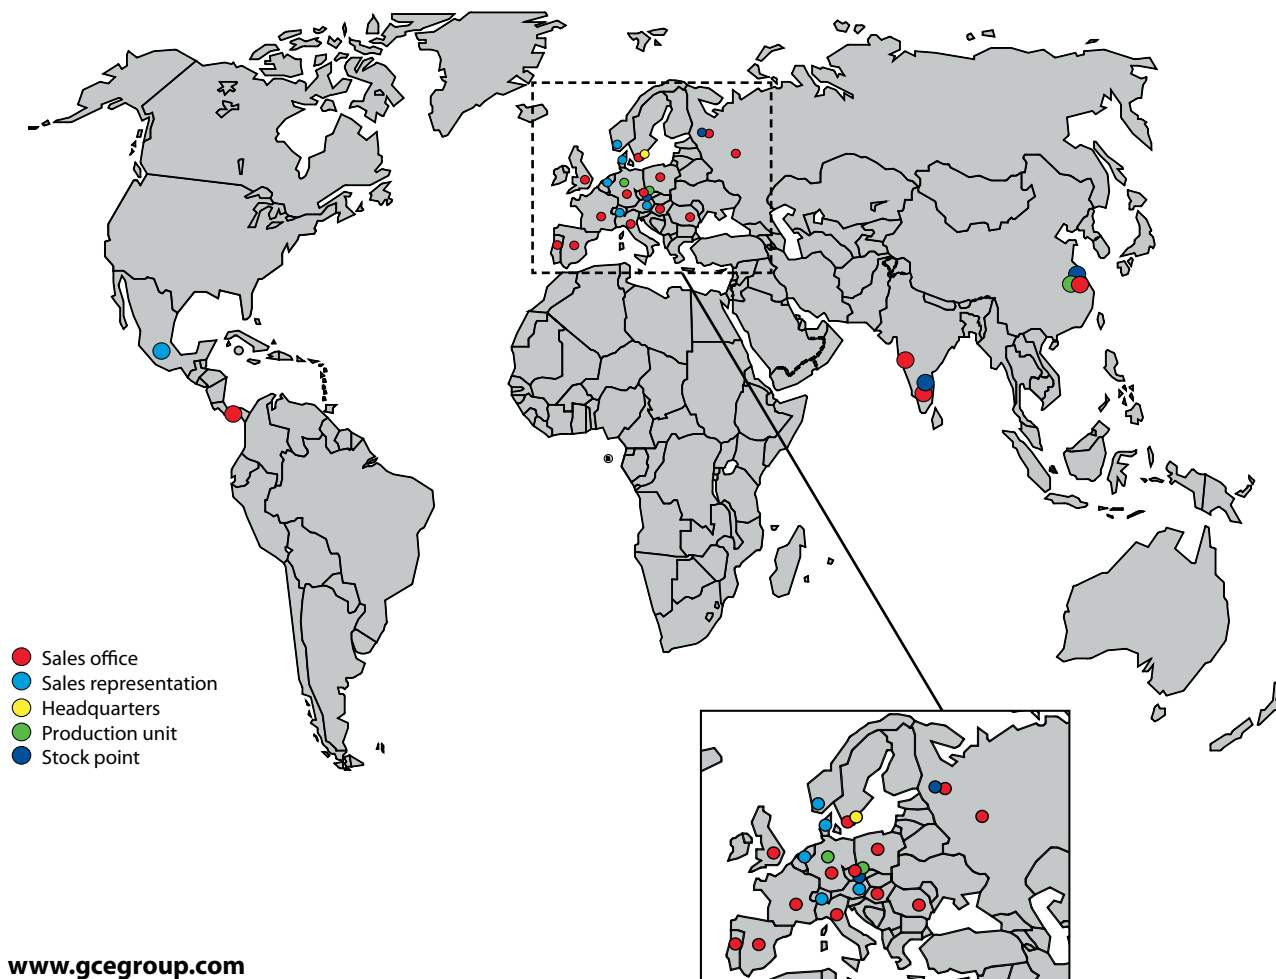 Sales office
Sales representation
Headquarters
Production unit
Stock point
www.gcegroup.com